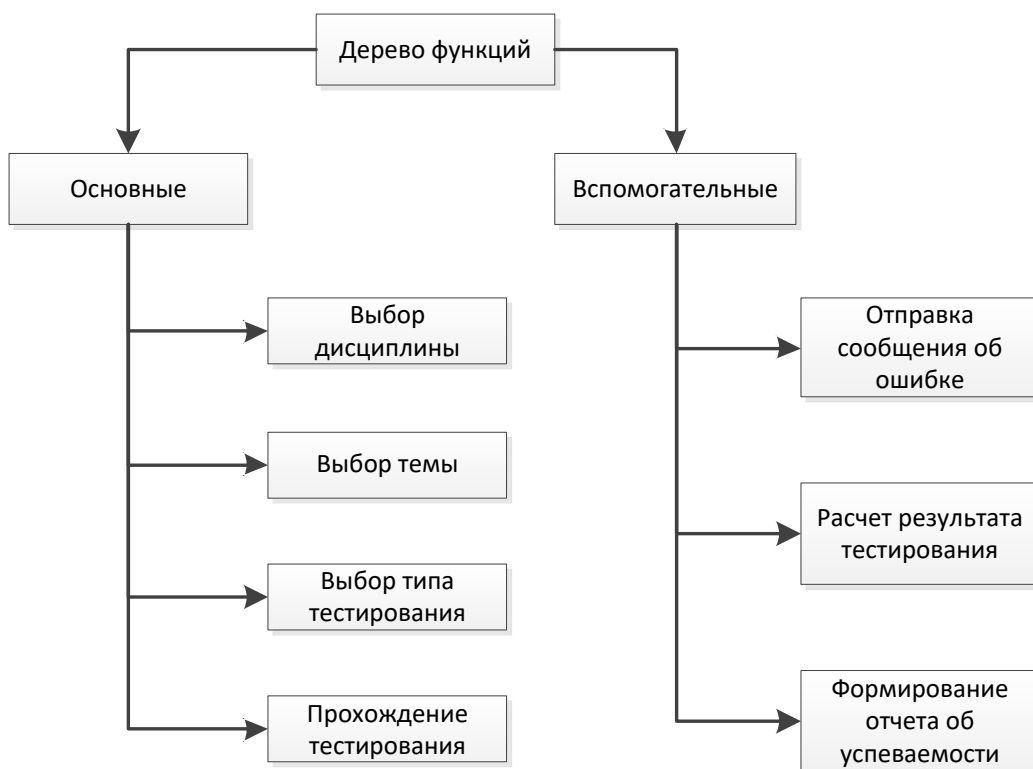 Дерево функций
Основные
Вспомогательные
Выбор
дисциплины
Выбор темы
Выбор типа
тестирования
Прохождение
тестирования
Отправка
сообщения об
ошибке
Расчет результата
тестирования
Формирование
отчета об
успеваемости